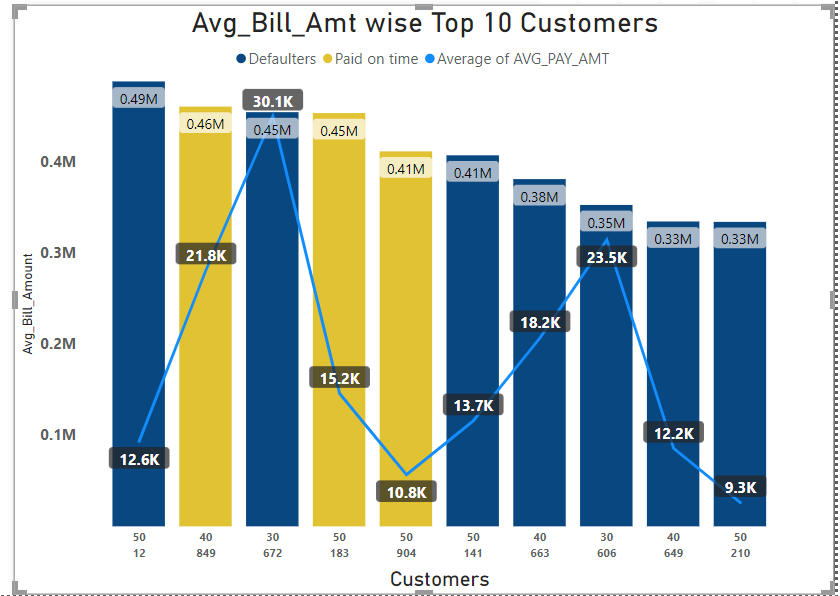 Avg_Bill_Amt wise Top 10 Customers
Defaulters Paid on time Average of AVG_PAY_AMT
0.49M
0.46M
30.1K
0.45M
0.45M
0.41M
0.41M
0.38M
0.35M
0.33M
0.33M
0.4M
0.3M
0.2M
0.1M
Avg_Bill_Amount
12.6K
21.8K
15.2K
10.8K
13.7K
18.2K
23.5K
12.2K
9.3K
50 40 30 50 50 50 40 30 40 50
12 849 672 183 904 141 663 606 649 210
Customers